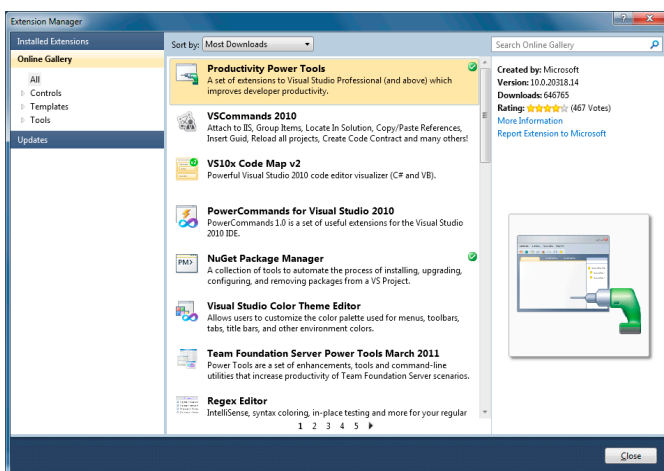 Extension Manager
Installed Extensions
Online Gallery
All
Controls
Templates
Tools
Updates
Sort by: Most Downloads
Productivity Power Tools
A set of extensions to Visual Studio Professional (and above) which
improves developer productivity.
VSCommands 2010
Attach to IIS, Group Items, Locate In Solution, Copy/Paste References,
Insert Guid, Reload all projects, Create Code Contract and many others!
VS10x Code Map v2
Powerful Visual Studio 2010 code editor visualizer (C# and VB).
PowerCommands for Visual Studio 2010
PowerCommands 1.0 is a set of useful extensions for the Visual Studio
2010 IDE.
PM>
NuGet Package Manager
A collection of tools to automate the process of installing, upgrading,
configuring, and removing packages from a VS Project.
Visual Studio Color Theme Editor
Allows users to customize the color palette used for menus, toolbars,
tabs, title bars, and other environment colors.
Team Foundation Server Power Tools March 2011
Power Tools are a set of enhancements, tools and command-line
utilities that increase productivity of Team Foundation Server scenarios.
Regex Editor
IntelliSense, syntax coloring, in-place testing and more for your regular
1 2 3 4 5
Search Online Gallery
Created by: Microsoft
Version: 10.0.20318.14
Downloads: 646765
Rating: (467 Votes)
More Information
Report Extension to Microsoft
Close